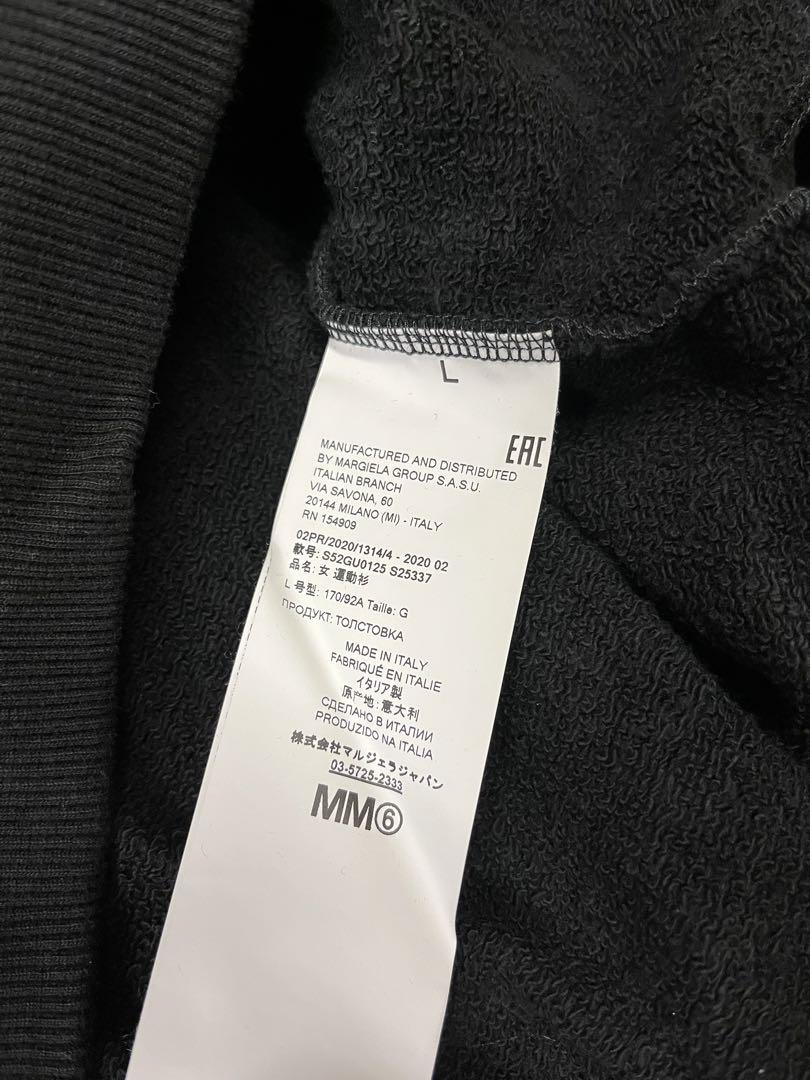 L
EAC
MANUFACTURED AND DISTRIBUTED
BY MARGIELA GROUP S.A.S.U.
ITALIAN BRANCH
VIA SAVONA, 60
20144 MILANO (MI) - ITALY
RN 154909
02PR/2020/1314/4 - 2020 02
款号: S52GU0125 S25337
品名: 女 運動衫
L 号型: 170/92A Taille: G
ПРОДУКТ: ТОЛСТОВКА
MADE IN ITALY
FABRIQUÉ EN ITALIE
イタリア製
原产地: 意大利
СДЕЛАНО В ИТАЛИИ
PRODUZIDO NA ITALIA
株式会社マルジェラジャパン
03-5725-2333
MM⑥